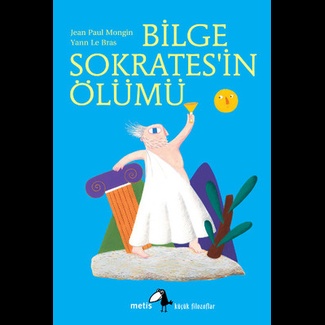 Jean Paul Mongin
Yann Le Bras
BİLGE
SOKRATES'İN
ÖLÜMÜ
metis küçük filozoflar